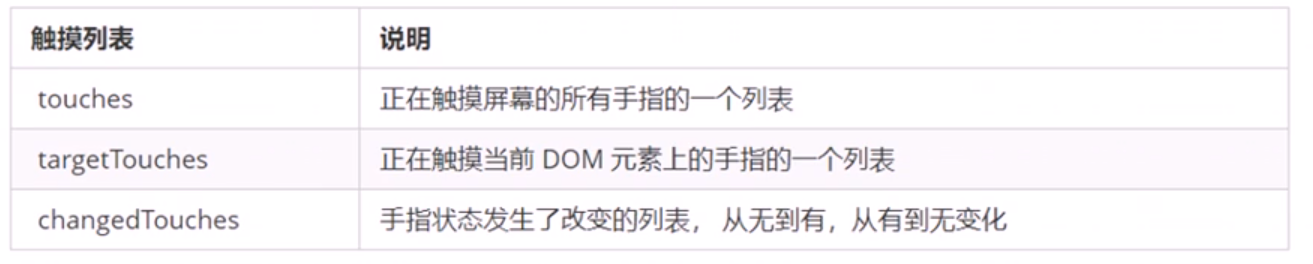 触摸列表 说明
touches 正在触摸屏幕的所有手指的一个列表
targetTouches 正在触摸当前 DOM 元素上的手指的一个列表
changedTouches 手指状态发生了改变的列表， 从无到有，从有到无变化